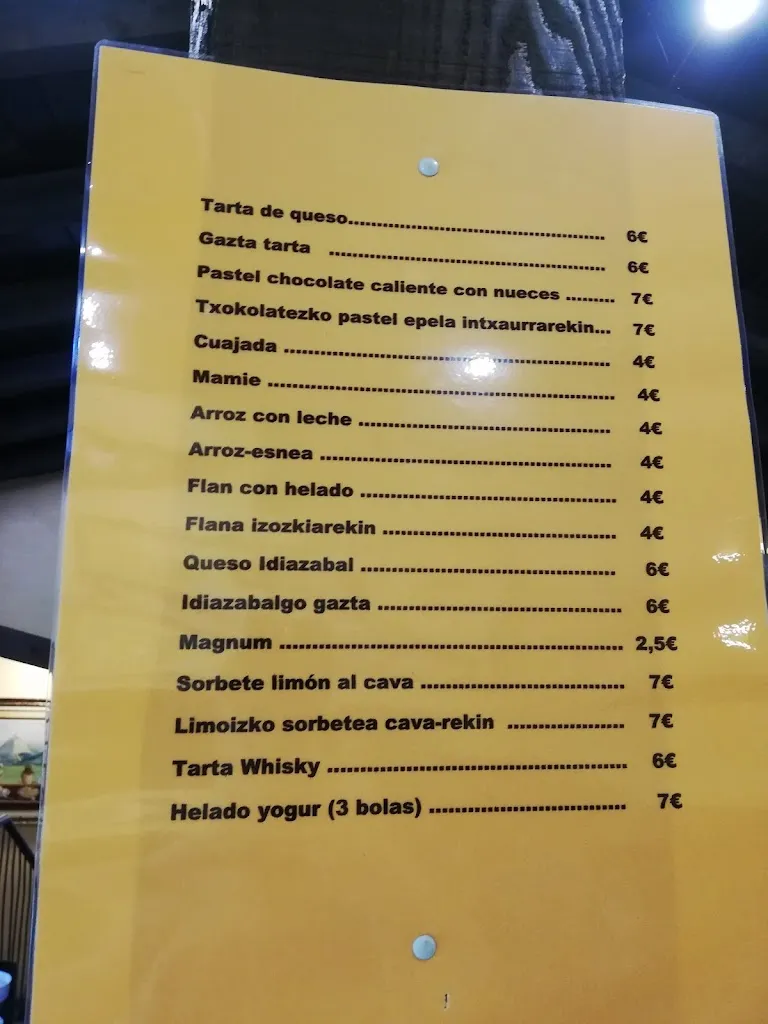 Tarta de queso............................................. 6€
Gazta tarta ................................................ 6€
Pastel chocolate caliente con nueces ......... 7€
Txokolatezko pastel epela intxaurrarekin... 7€
Cuajada ......................................................... 4€
Mamie ............................................................ 4€
Arroz con leche ............................................ 4€
Arroz-esnea ................................................... 4€
Flan con helado ............................................ 4€
Flana izozkiarekin ........................................ 4€
Queso Idiazabal ............................................ 6€
Idiazabalgo gazta .......................................... 6€
Magnum .......................................................... 2,5€
Sorbete limón al cava ................................... 7€
Limoizko sorbetea cava-rekin .................... 7€
Tarta Whisky .................................................. 6€
Helado yogur (3 bolas) ................................. 7€